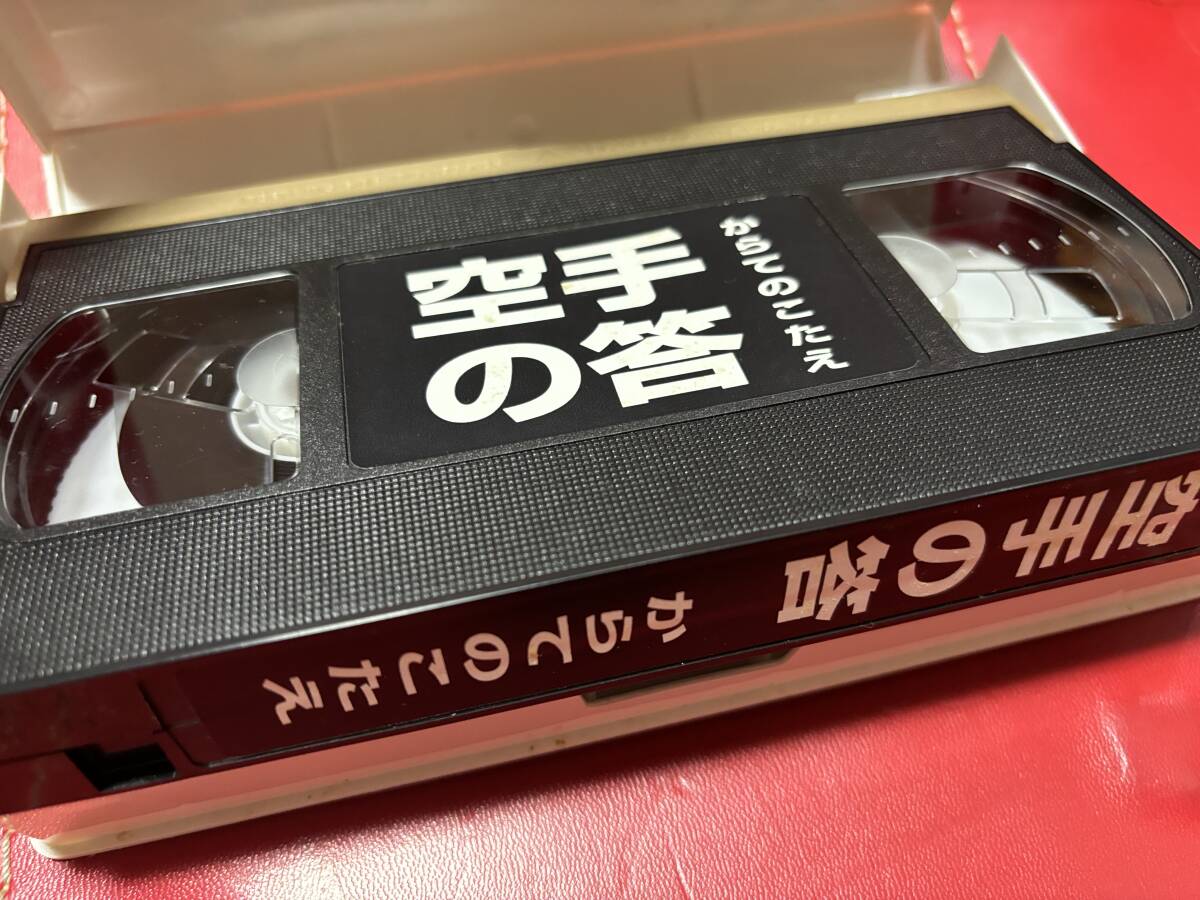 空手
の答
からてのこたえ
空手の答
からてのこたえ